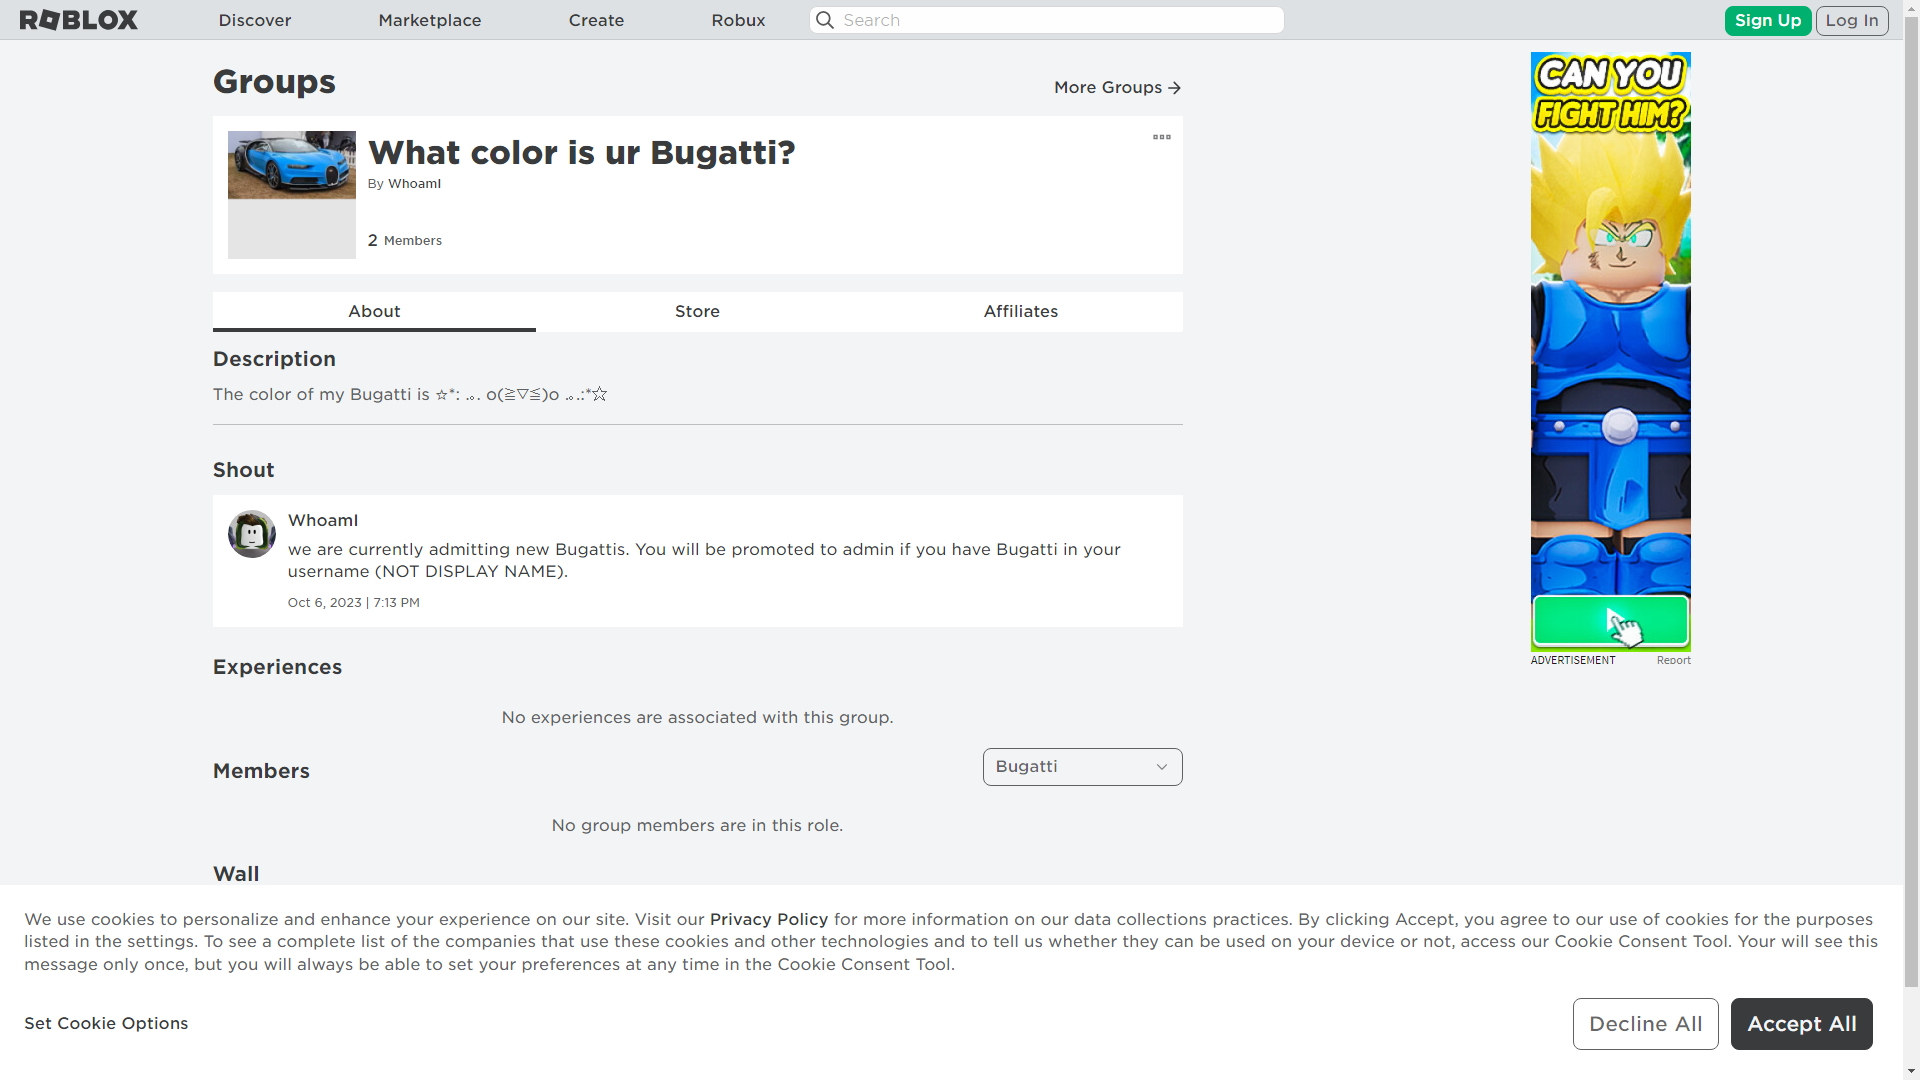 ROBLOX
Discover
Marketplace
Create
Robux
Search
Sign Up
Log In
Groups
More Groups →
What color is ur Bugatti?
By WhoamI
2 Members
About
Store
Affiliates
Description
The color of my Bugatti is ☆*: .｡. o(≧▽≦)o .｡.:*☆
Shout
WhoamI
we are currently admitting new Bugattis. You will be promoted to admin if you have Bugatti in your
username (NOT DISPLAY NAME).
Oct 6, 2023 | 7:13 PM
Experiences
No experiences are associated with this group.
Members
Bugatti
No group members are in this role.
Wall
CAN YOU
FIGHT HIM?
ADVERTISEMENT
Report
We use cookies to personalize and enhance your experience on our site. Visit our Privacy Policy for more information on our data collections practices. By clicking Accept, you agree to our use of cookies for the purposes
listed in the settings. To see a complete list of the companies that use these cookies and other technologies and to tell us whether they can be used on your device or not, access our Cookie Consent Tool. Your will see this
message only once, but you will always be able to set your preferences at any time in the Cookie Consent Tool.
Set Cookie Options
Decline All
Accept All